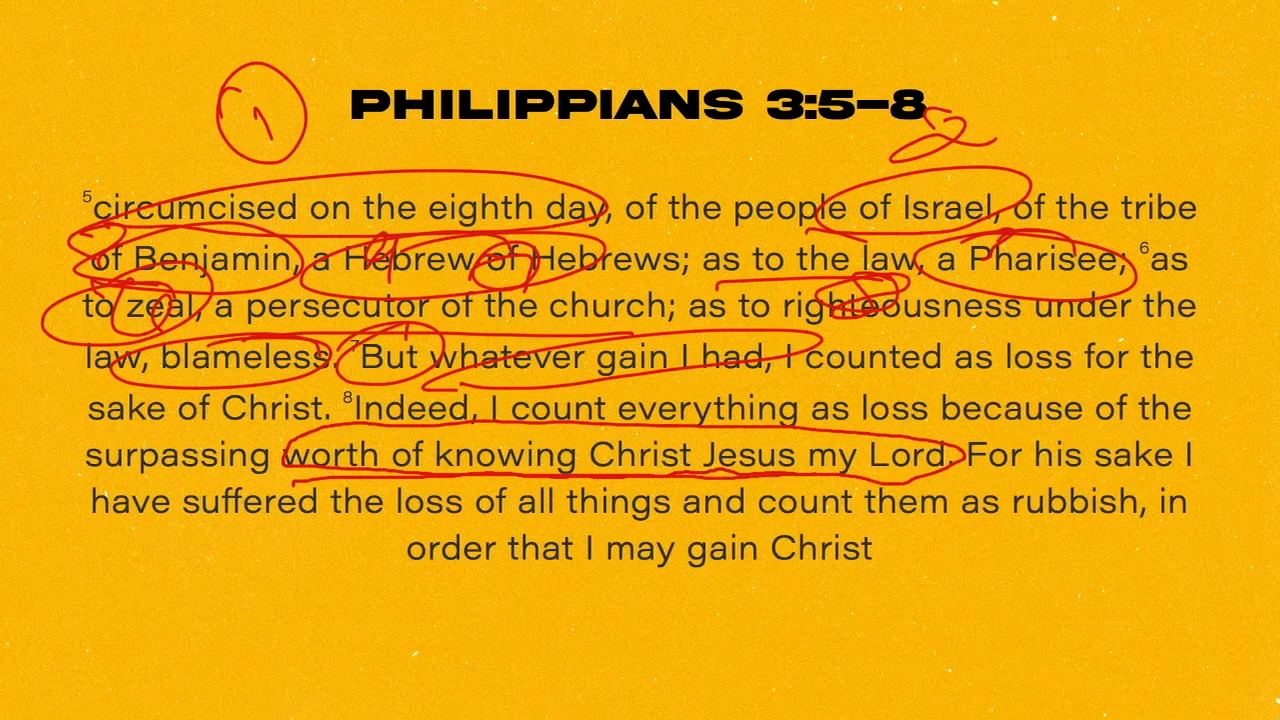 PHILIPPIANS 3:5–8
1
2
⁵circumcised on the eighth day, of the people of Israel, of the tribe
of Benjamin, a Hebrew of Hebrews; as to the law, a Pharisee; ⁶as
to zeal, a persecutor of the church; as to righteousness under the
law, blameless. ⁷But whatever gain I had, I counted as loss for the
sake of Christ. ⁸Indeed, I count everything as loss because of the
surpassing worth of knowing Christ Jesus my Lord. For his sake I
have suffered the loss of all things and count them as rubbish, in
order that I may gain Christ